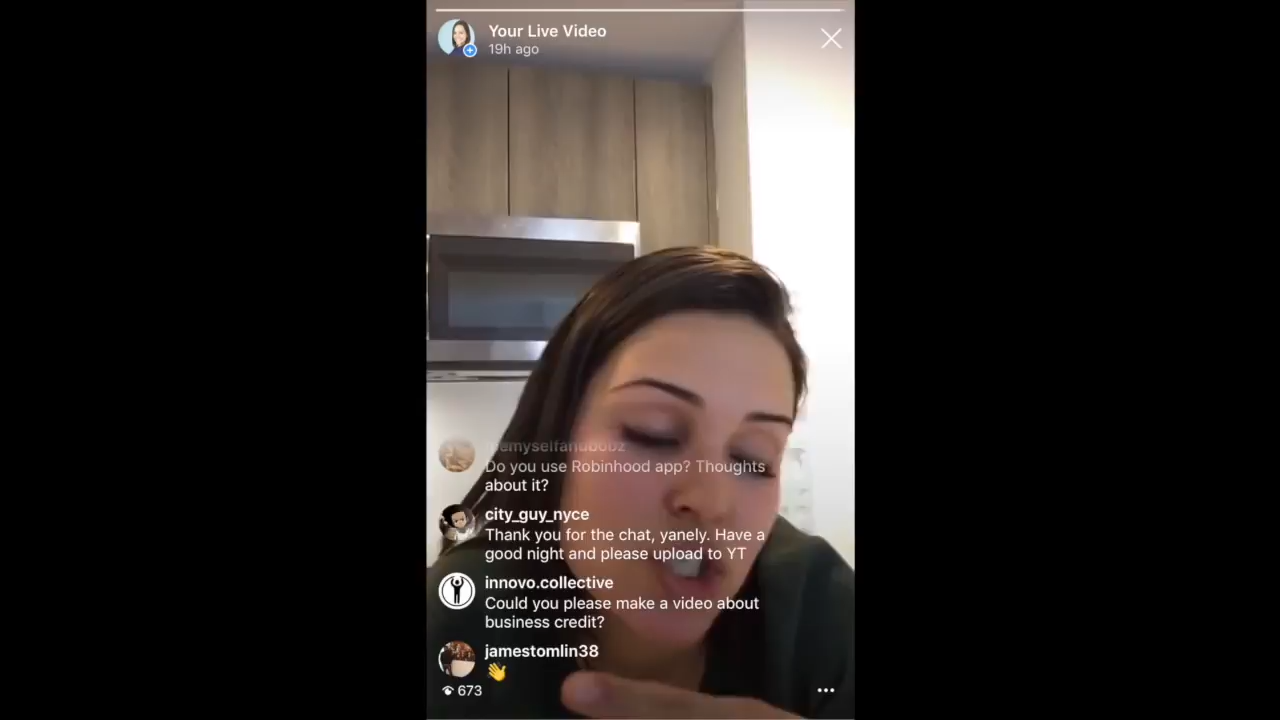 Your Live Video
19h ago
Do you use Robinhood app? Thoughts
about it?
city_guy_nyce
Thank you for the chat, yanely. Have a
good night and please upload to YT
innovo.collective
Could you please make a video about
business credit?
jamestomlin38
👋
673